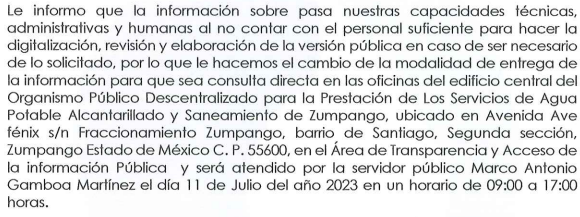 Le informo que la información sobre pasa nuestras capacidades técnicas,
administrativas y humanas al no contar con el personal suficiente para hacer la
digitalización, revisión y elaboración de la versión pública en caso de ser necesario
de lo solicitado, por lo que le hacemos el cambio de la modalidad de entrega de
la información para que sea consulta directa en las oficinas del edificio central del
Organismo Público Descentralizado para la Prestación de Los Servicios de Agua
Potable Alcantarillado y Saneamiento de Zumpango, ubicado en Avenida Ave
fénix s/n Fraccionamiento Zumpango, barrio de Santiago, Segunda sección,
Zumpango Estado de México C. P. 55600, en el Área de Transparencia y Acceso de
la información Pública y será atendido por la servidor público Marco Antonio
Gamboa Martínez el día 11 de Julio del año 2023 en un horario de 09:00 a 17:00
horas.